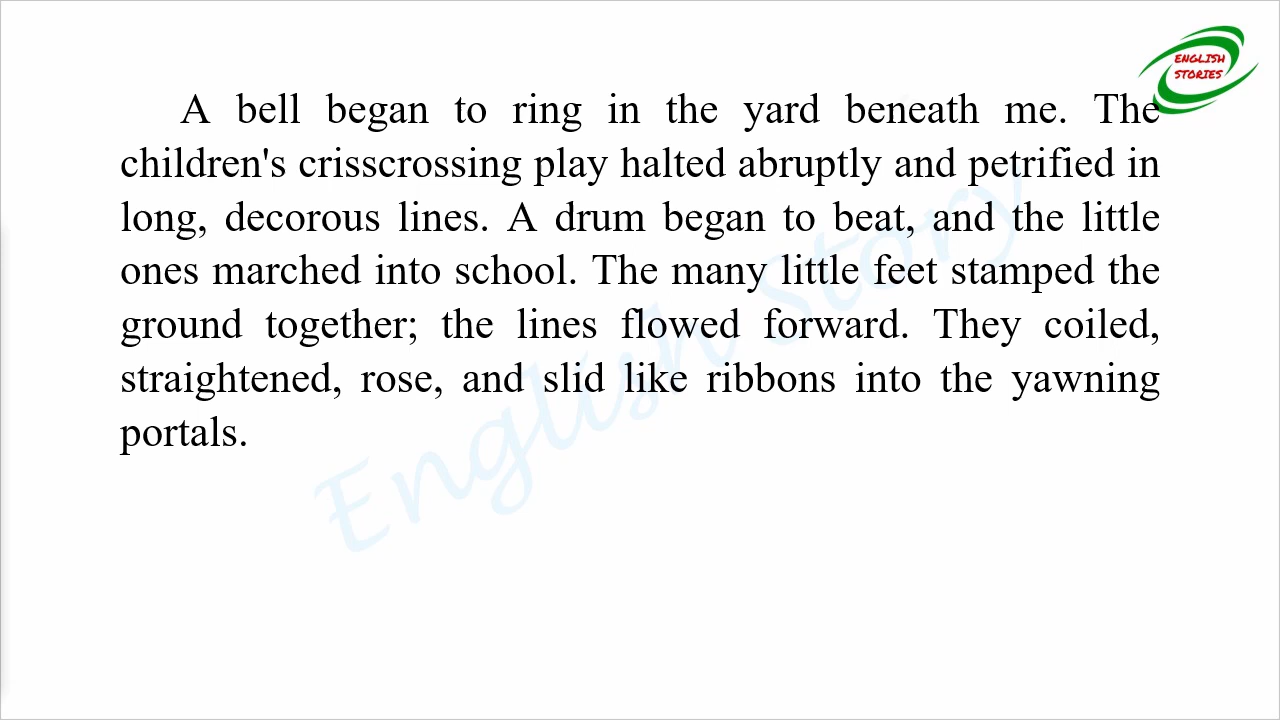 ENGLISH
STORIES
A bell began to ring in the yard beneath me. The
children's crisscrossing play halted abruptly and petrified in
long, decorous lines. A drum began to beat, and the little
ones marched into school. The many little feet stamped the
ground together; the lines flowed forward. They coiled,
straightened, rose, and slid like ribbons into the yawning
portals.
English Story